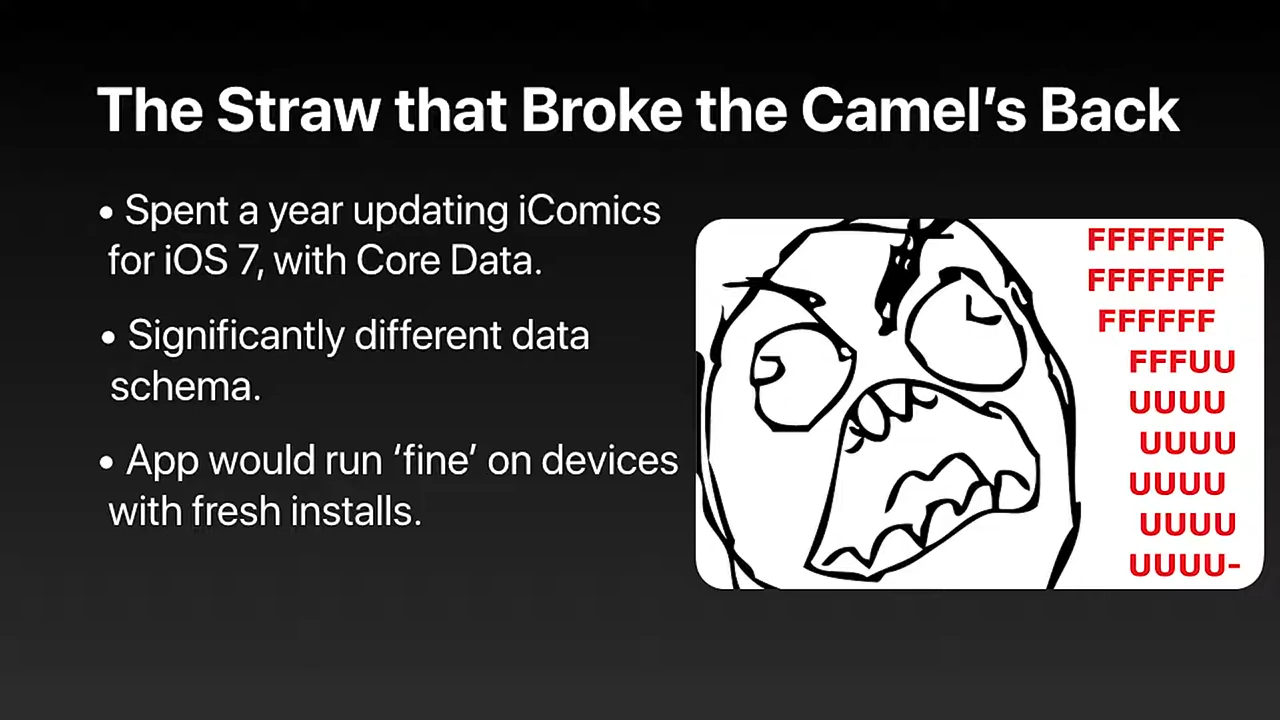 The Straw that Broke the Camel’s Back
• Spent a year updating iComics
for iOS 7, with Core Data.
• Significantly different data
schema.
• App would run ‘fine’ on devices
with fresh installs.
FFFFFFF
FFFFFFF
FFFFFF
FFFUU
UUUU
UUUU
UUUU
UUUU
UUUU-